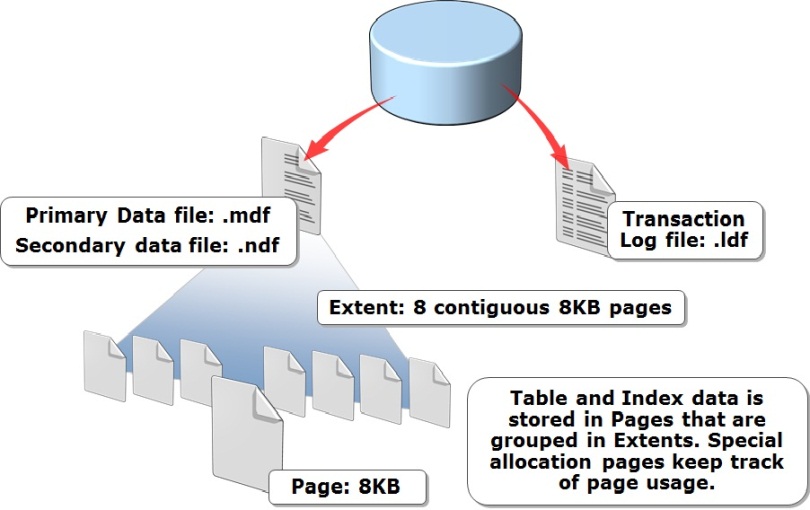 Primary Data file: .mdf
Secondary data file: .ndf
Transaction
Log file: .ldf
Extent: 8 contiguous 8KB pages
Page: 8KB
Table and Index data is
stored in Pages that are
grouped in Extents. Special
allocation pages keep track
of page usage.